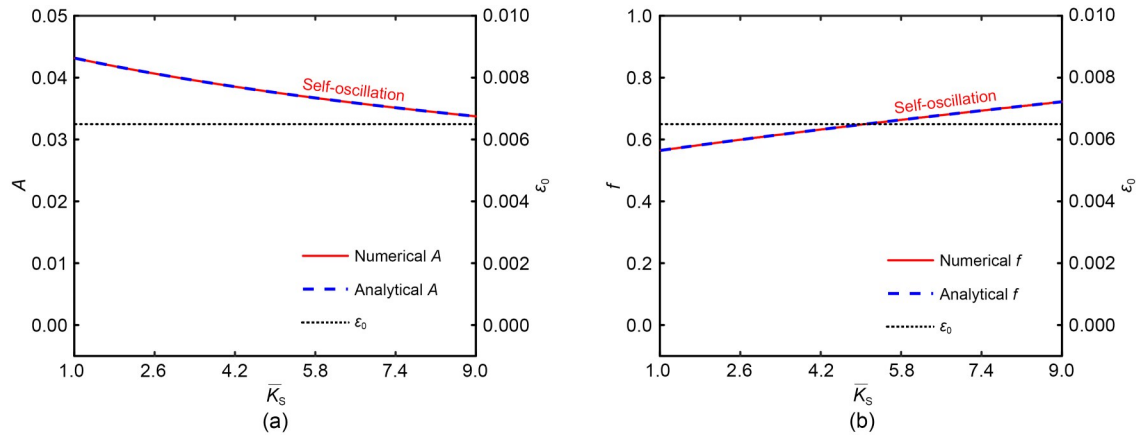 0.05
0.04
0.03
0.02
0.01
0.00
A
0.010
0.008
0.006
0.004
0.002
0.000
ε₀
Self-oscillation
Numerical A
Analytical A
ε₀
1.0 2.6 4.2 5.8 7.4 9.0
K̅s
(a)
1.0
0.8
0.6
0.4
0.2
0.0
f
0.010
0.008
0.006
0.004
0.002
0.000
ε₀
Self-oscillation
Numerical f
Analytical f
ε₀
1.0 2.6 4.2 5.8 7.4 9.0
K̅s
(b)